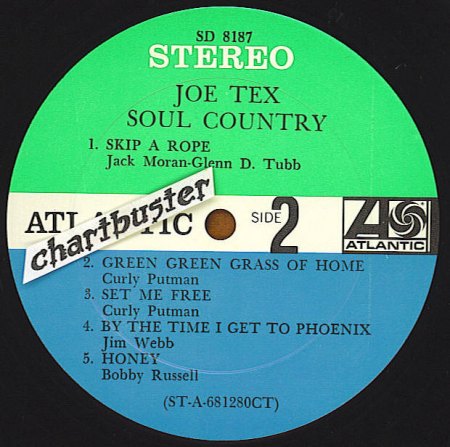 SD 8187
STEREO
JOE TEX
SOUL COUNTRY
1. SKIP A ROPE
Jack Moran-Glenn D. Tubb
ATLANTIC
chartbuster
SIDE 2
ATLANTIC
2. GREEN GREEN GRASS OF HOME
Curly Putman
3. SET ME FREE
Curly Putman
4. BY THE TIME I GET TO PHOENIX
Jim Webb
5. HONEY
Bobby Russell
(ST-A-681280CT)